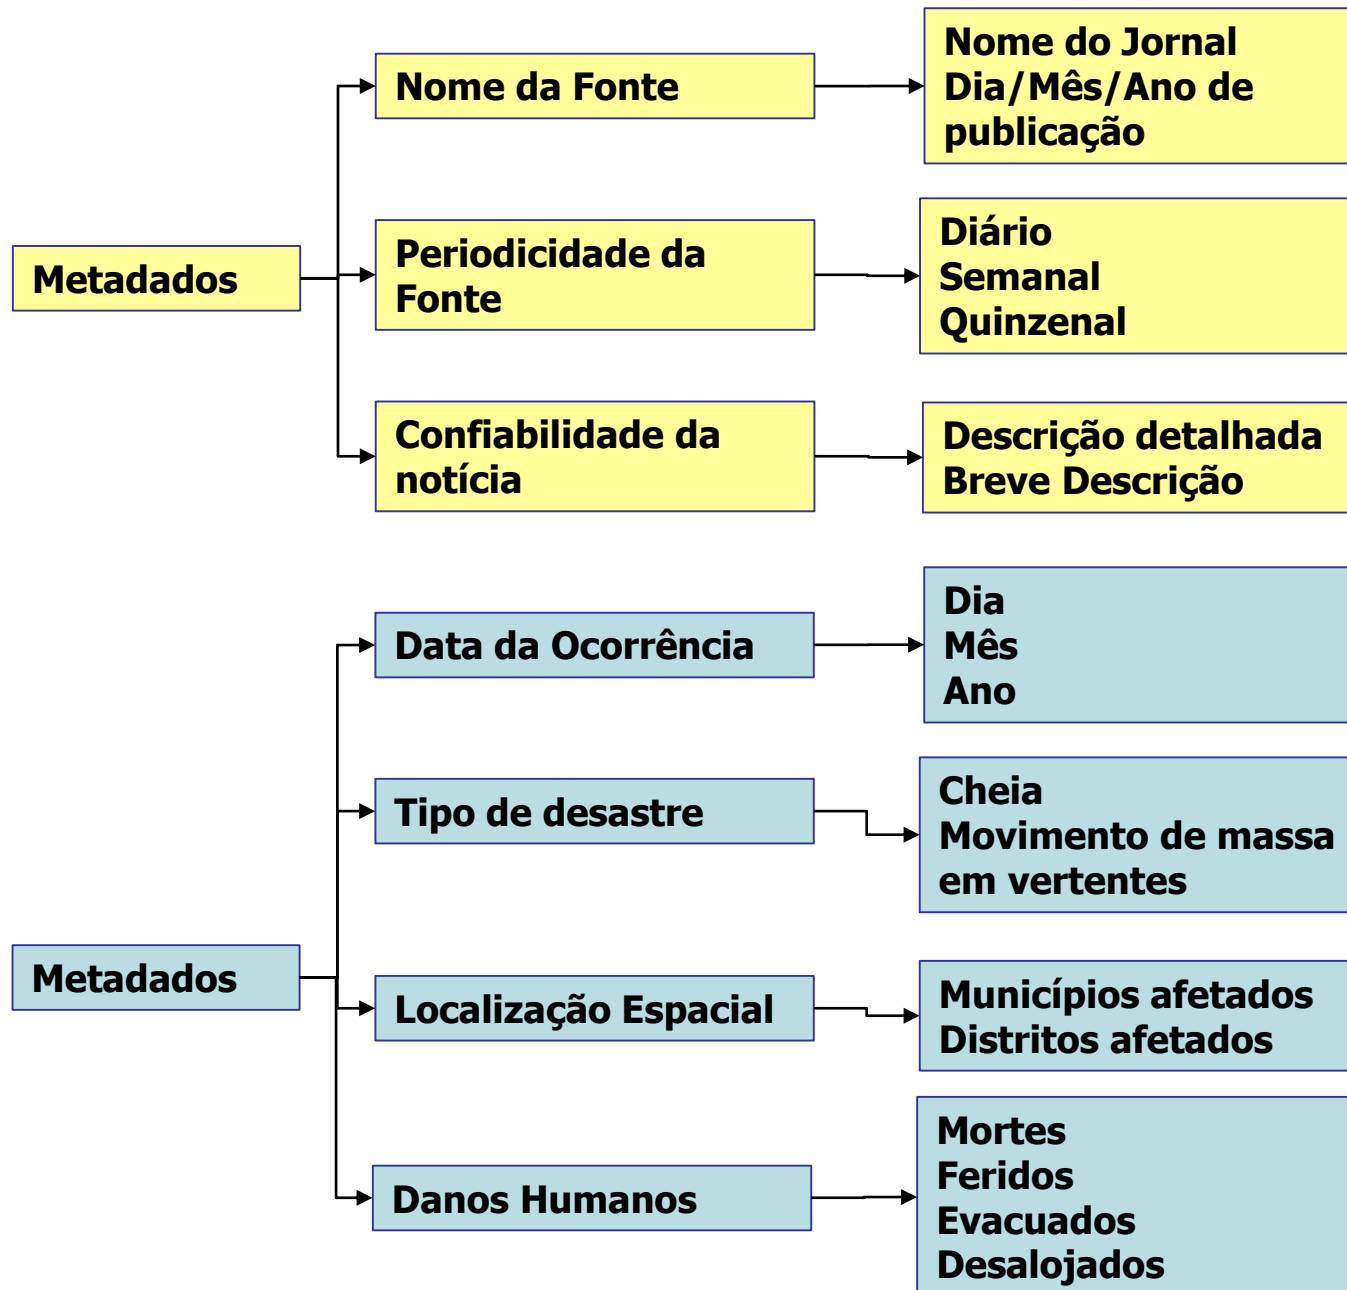 Metadados
Nome da Fonte
Nome do Jornal
Dia/Mês/Ano de
publicação
Periodicidade da
Fonte
Diário
Semanal
Quinzenal
Confiabilidade da
notícia
Descrição detalhada
Breve Descrição
Metadados
Data da Ocorrência
Dia
Mês
Ano
Tipo de desastre
Cheia
Movimento de massa
em vertentes
Localização Espacial
Municípios afetados
Distritos afetados
Danos Humanos
Mortes
Feridos
Evacuados
Desalojados